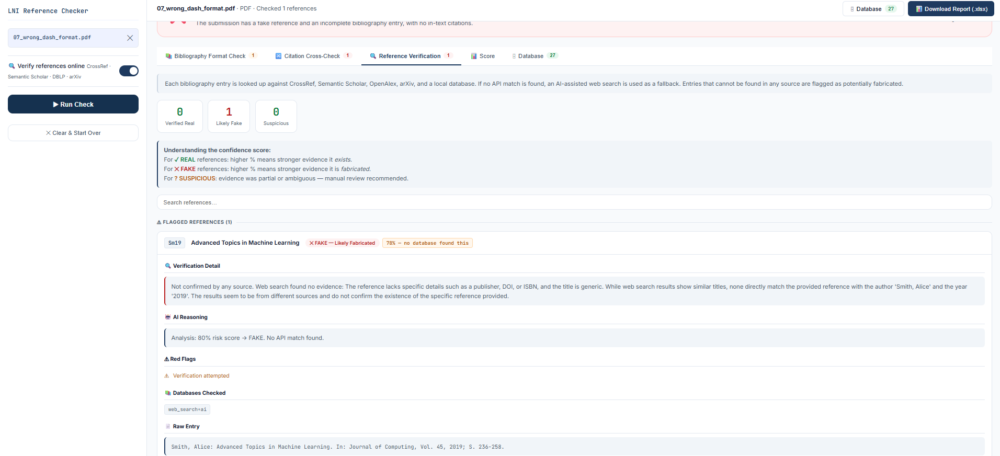 LNI Reference Checker
07_wrong_dash_format.pdf
Verify references online CrossRef ·
Semantic Scholar · DBLP · arXiv
▶ Run Check
✕ Clear & Start Over
07_wrong_dash_format.pdf · PDF · Checked 1 references
Database 27
Download Report (.xlsx)
The submission has a fake reference and an incomplete bibliography entry, with no in-text citations.
Bibliography Format Check 1
Citation Cross-Check 1
Reference Verification 1
Score
Database 27
Each bibliography entry is looked up against CrossRef, Semantic Scholar, OpenAlex, arXiv, and a local database. If no API match is found, an AI-assisted web search is used as a fallback. Entries that cannot be found in any source are flagged as potentially fabricated.
0
Verified Real
1
Likely Fake
0
Suspicious
Understanding the confidence score:
For ✓ REAL references: higher % means stronger evidence it exists.
For ✕ FAKE references: higher % means stronger evidence it is fabricated.
For ? SUSPICIOUS: evidence was partial or ambiguous — manual review recommended.
Search references...
⚠ FLAGGED REFERENCES (1)
Sm19 Advanced Topics in Machine Learning ✕ FAKE — Likely Fabricated 78% — no database found this
Verification Detail
Not confirmed by any source. Web search found no evidence: The reference lacks specific details such as a publisher, DOI, or ISBN, and the title is generic. While web search results show similar titles, none directly match the provided reference with the author 'Smith, Alice' and the year
'2019'. The results seem to be from different sources and do not confirm the existence of the specific reference provided.
AI Reasoning
Analysis: 80% risk score → FAKE. No API match found.
⚠ Red Flags
⚠ Verification attempted
Databases Checked
web_search+ai
Raw Entry
Smith, Alice: Advanced Topics in Machine Learning. In: Journal of Computing, Vol. 45, 2019; S. 236-258.